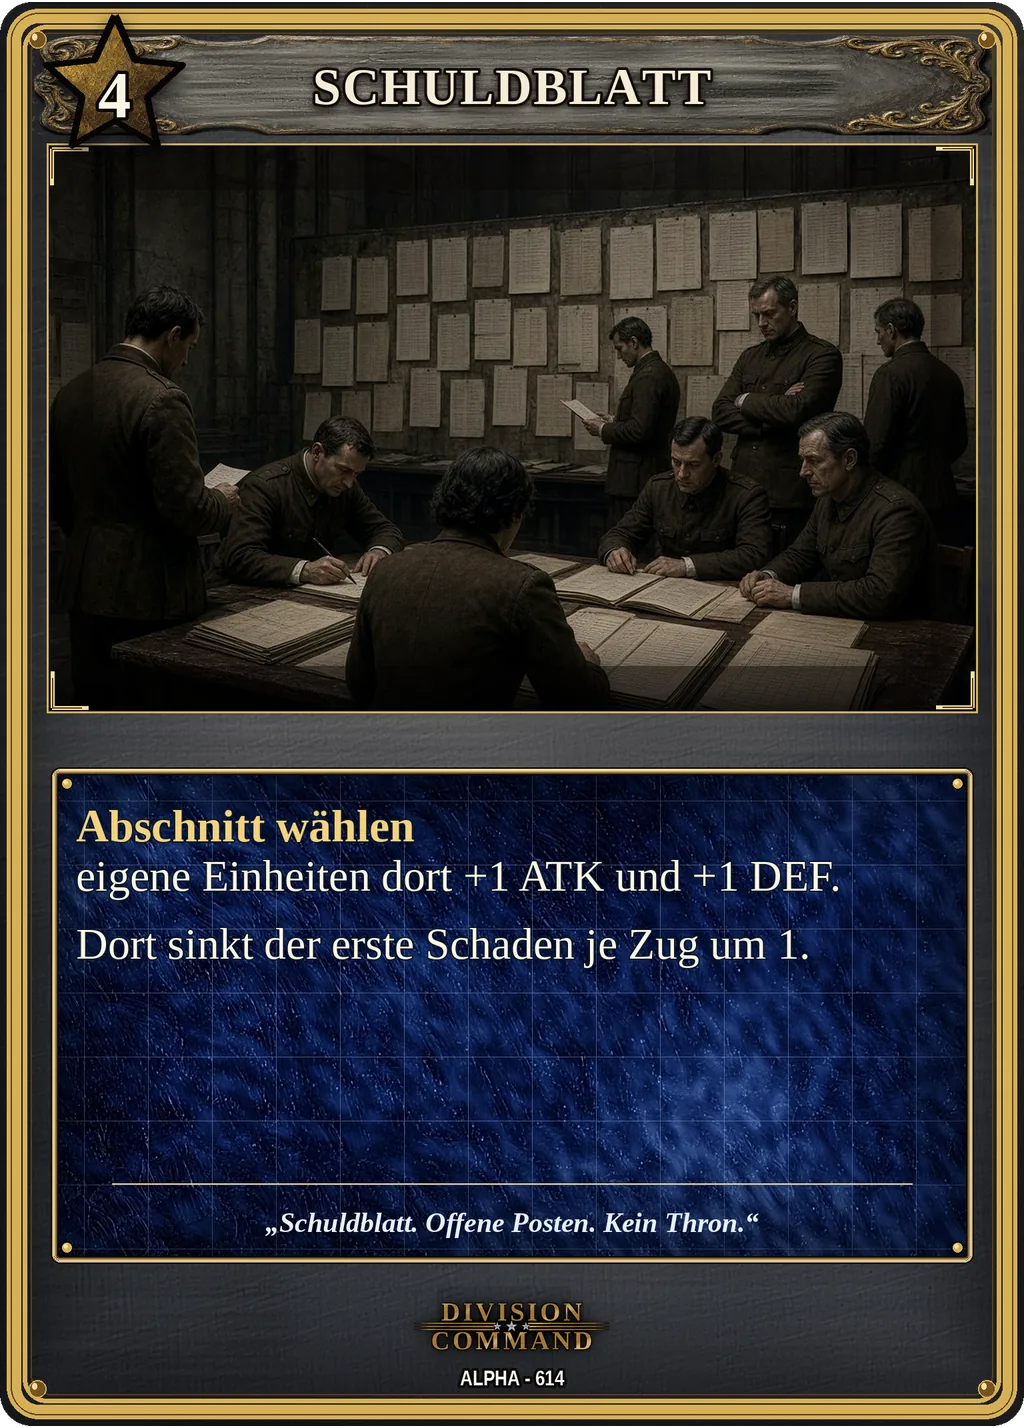 4
SCHULDBLATT
Abschnitt wählen
eigene Einheiten dort +1 ATK und +1 DEF.
Dort sinkt der erste Schaden je Zug um 1.
„Schuldblatt. Offene Posten. Kein Thron.“
DIVISION
COMMAND
ALPHA - 614